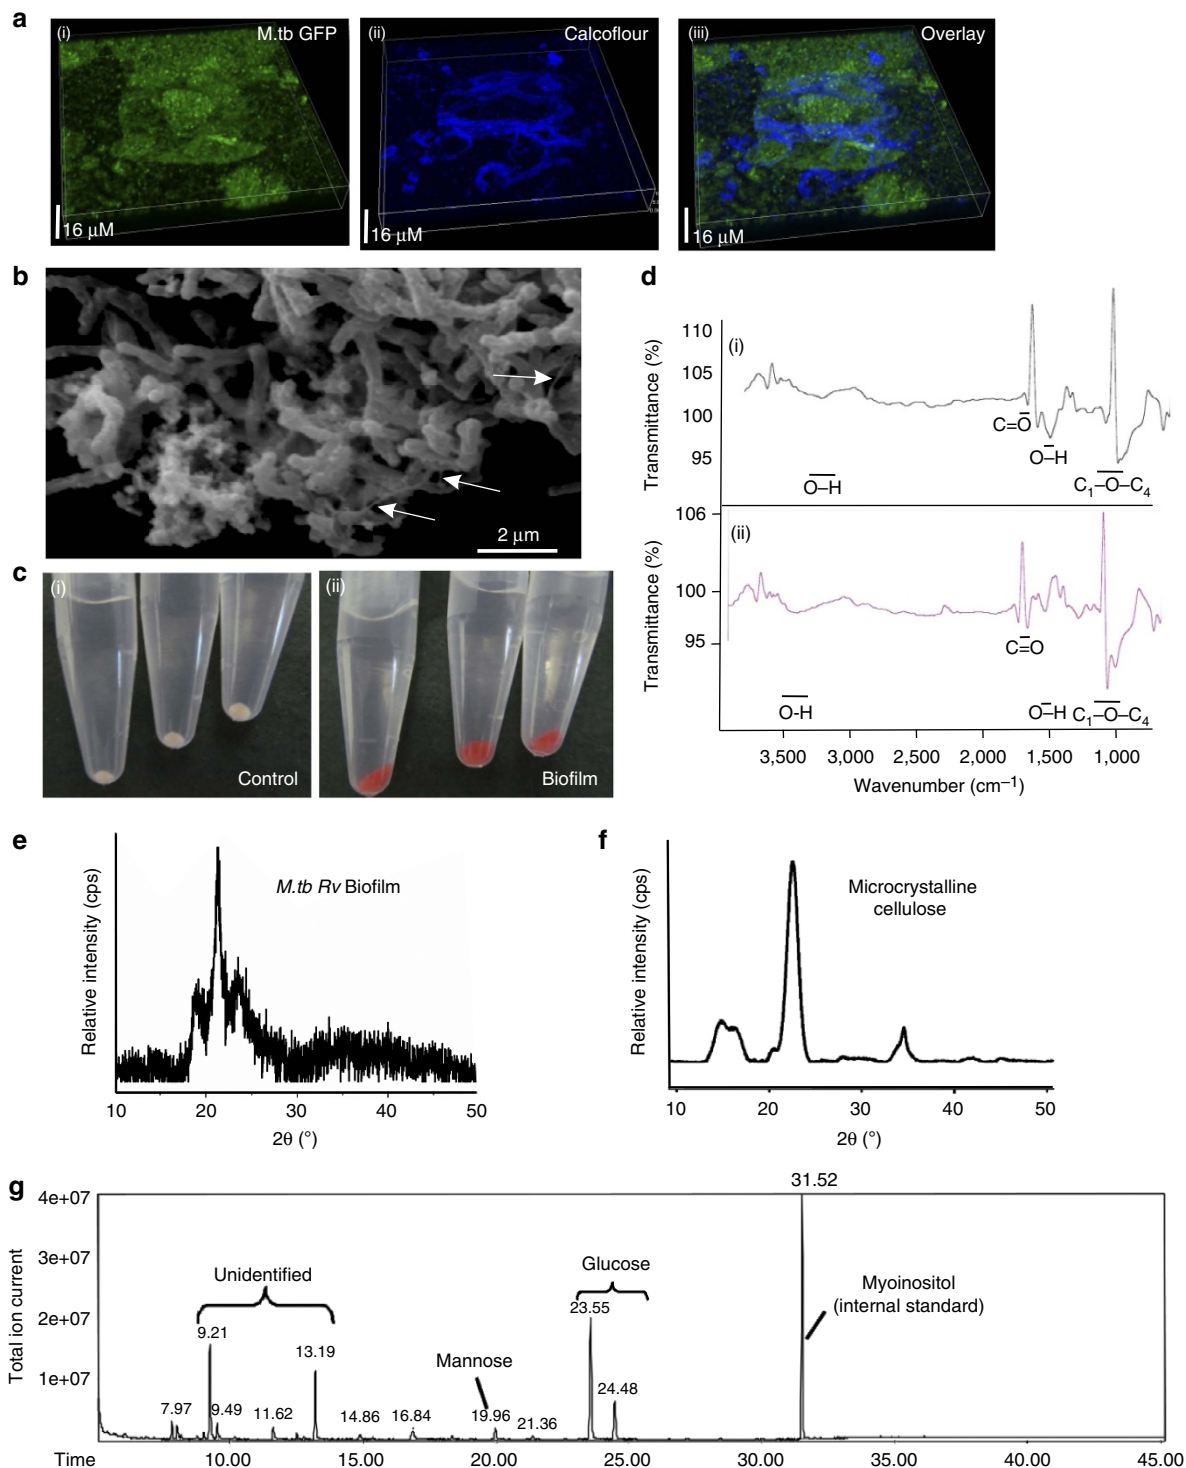 a
(i)
M.tb GFP
16 µM
(ii)
Calcoflour
16 µM
(iii)
Overlay
16 µM
b
2 µm
c
(i)
Control
(ii)
Biofilm
d
Transmittance (%)
110
105
100
95
(i)
C=O
O–H
O–H
C1–O–C4
Transmittance (%)
106
100
95
(ii)
C=O
O-H
O–H
C1–O–C4
3,500
3,000
2,500
2,000
1,500
1,000
Wavenumber (cm–1)
e
Relative intensity (cps)
M.tb Rv Biofilm
10
20
30
40
50
2θ (°)
f
Relative intensity (cps)
Microcrystalline
cellulose
10
20
30
40
50
2θ (°)
g
Total ion current
4e+07
3e+07
2e+07
1e+07
31.52
Unidentified
Glucose
Mannose
Myoinositol
(internal standard)
7.97
9.21
9.49
11.62
13.19
14.86
16.84
19.96
21.36
23.55
24.48
Time
10.00
15.00
20.00
25.00
30.00
35.00
40.00
45.00